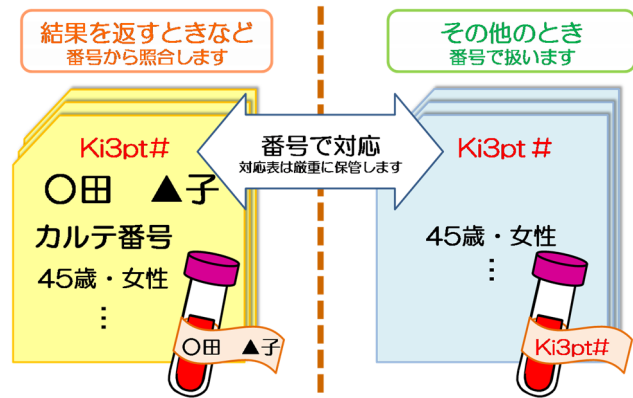 結果を返すときなど
番号から照合します
その他のとき
番号で扱います
Ki3pt#
〇田 ▲子
カルテ番号
45歳・女性
⋮
〇田 ▲子
番号で対応
対応表は厳重に保管します
Ki3pt#
45歳・女性
⋮
Ki3pt#